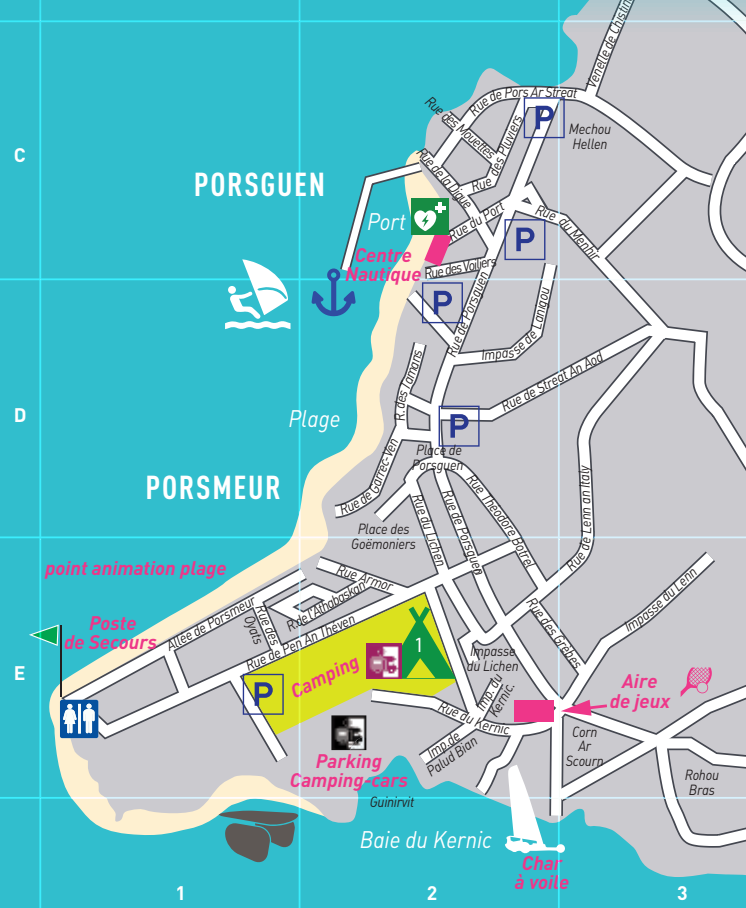 Venelle de Chistin
Rue de Pors Ar Streat
Rue des Mouettes
Rue des Pluviers
P
Mechou
Hellen
C
Rue de la Digue
PORSGUEN
Port
Rue du Port
Rue du Menhir
P
Centre
Nautique
Rue des Voiliers
P
Rue de Porsguen
Impasse de Lanigou
R. des Tamaris
Rue de Streat An Aod
D
Plage
P
Place de
Porsguen
Rue de Garrec-Ven
PORSMEUR
Rue Théodore Botrel
Rue de Lenn an Italy
Place des
Goëmoniers
Rue du Lichen
Rue de Porsguen
point animation plage
Rue Armor
R. de l'Athabaskan
Allée de Porsmeur
Rue des
Oyats
Rue de Pen An Théven
Poste
de Secours
Impasse du Lenn
Rue des Grèves
1
Impasse
du Lichen
E
Camping
P
Imp. du
Kernic.
Aire
de jeux
Rue du Kernic
Imp. de
Palud Bian
Corn
Ar
Scourn
Parking
Camping-cars
Rohou
Bras
Guinirvit
Baie du Kernic
Char
à voile
1
2
3